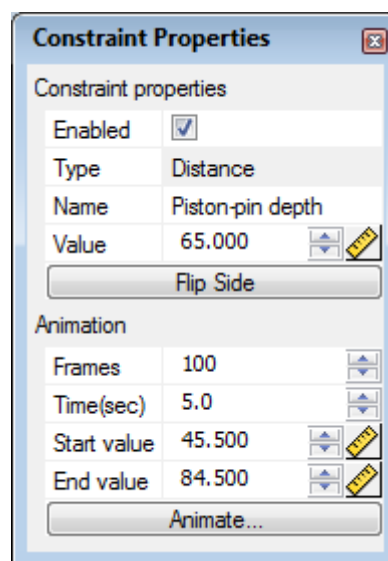 Constraint Properties
Constraint properties
Enabled
Type Distance
Name Piston-pin depth
Value 65.000
Flip Side
Animation
Frames 100
Time(sec) 5.0
Start value 45.500
End value 84.500
Animate...